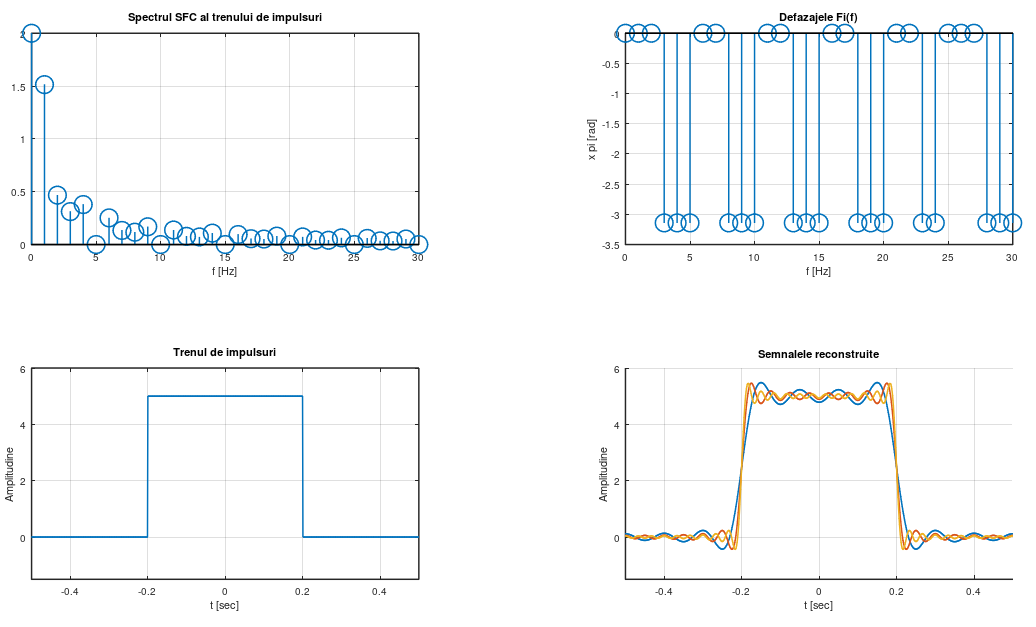 Spectrul SFC al trenului de impulsuri
2
1.5
1
0.5
0
0 5 10 15 20 25 30
f [Hz]
Defazajele Fi(f)
x pi [rad]
0
-0.5
-1
-1.5
-2
-2.5
-3
-3.5
0 5 10 15 20 25 30
f [Hz]
Trenul de impulsuri
Amplitudine
6
4
2
0
-0.4 -0.2 0 0.2 0.4
t [sec]
Semnalele reconstruite
Amplitudine
6
4
2
0
-0.4 -0.2 0 0.2 0.4
t [sec]